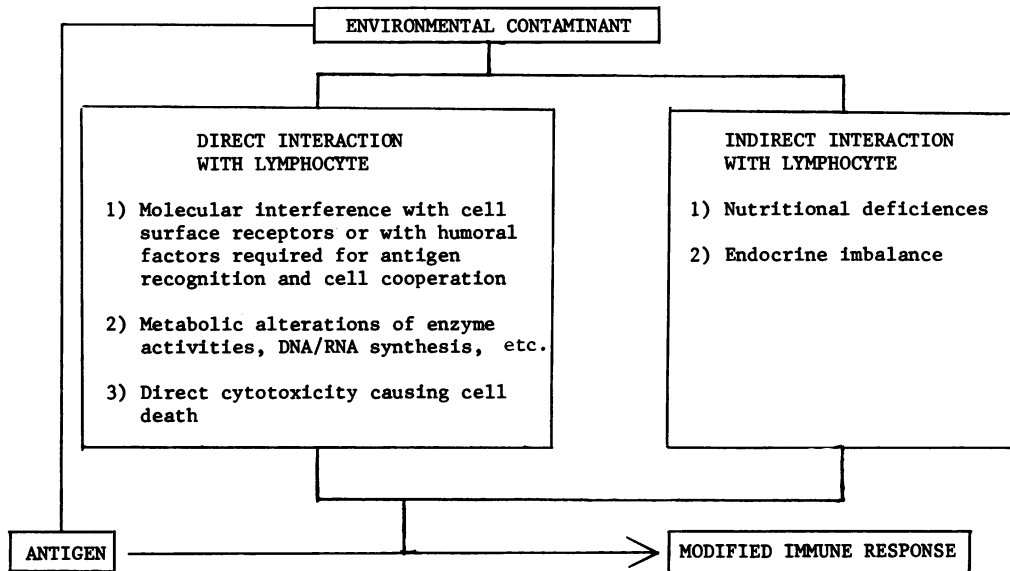 ENVIRONMENTAL CONTAMINANT
DIRECT INTERACTION
WITH LYMPHOCYTE
1) Molecular interference with cell
surface receptors or with humoral
factors required for antigen
recognition and cell cooperation
2) Metabolic alterations of enzyme
activities, DNA/RNA synthesis, etc.
3) Direct cytotoxicity causing cell
death
INDIRECT INTERACTION
WITH LYMPHOCYTE
1) Nutritional deficiences
2) Endocrine imbalance
ANTIGEN
MODIFIED IMMUNE RESPONSE